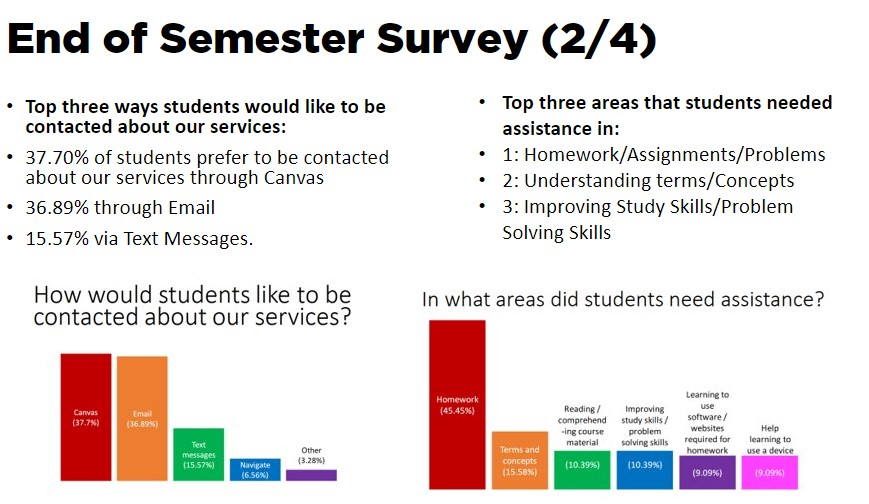 End of Semester Survey (2/4)
• Top three ways students would like to be
contacted about our services:
• 37.70% of students prefer to be contacted
about our services through Canvas
• 36.89% through Email
• 15.57% via Text Messages.
• Top three areas that students needed
assistance in:
• 1: Homework/Assignments/Problems
• 2: Understanding terms/Concepts
• 3: Improving Study Skills/Problem
Solving Skills
How would students like to be
contacted about our services?
Canvas
(37.7%)
Email
(36.89%)
Text
messages
(15.57%)
Navigate
(6.56%)
Other
(3.28%)
In what areas did students need assistance?
Homework
(45.45%)
Terms and
concepts
(15.58%)
Reading /
comprehend
-ing course
material
(10.39%)
Improving
study skills /
problem
solving skills
(10.39%)
Learning to
use
software /
websites
required for
homework
(9.09%)
Help
learning to
use a device
(9.09%)